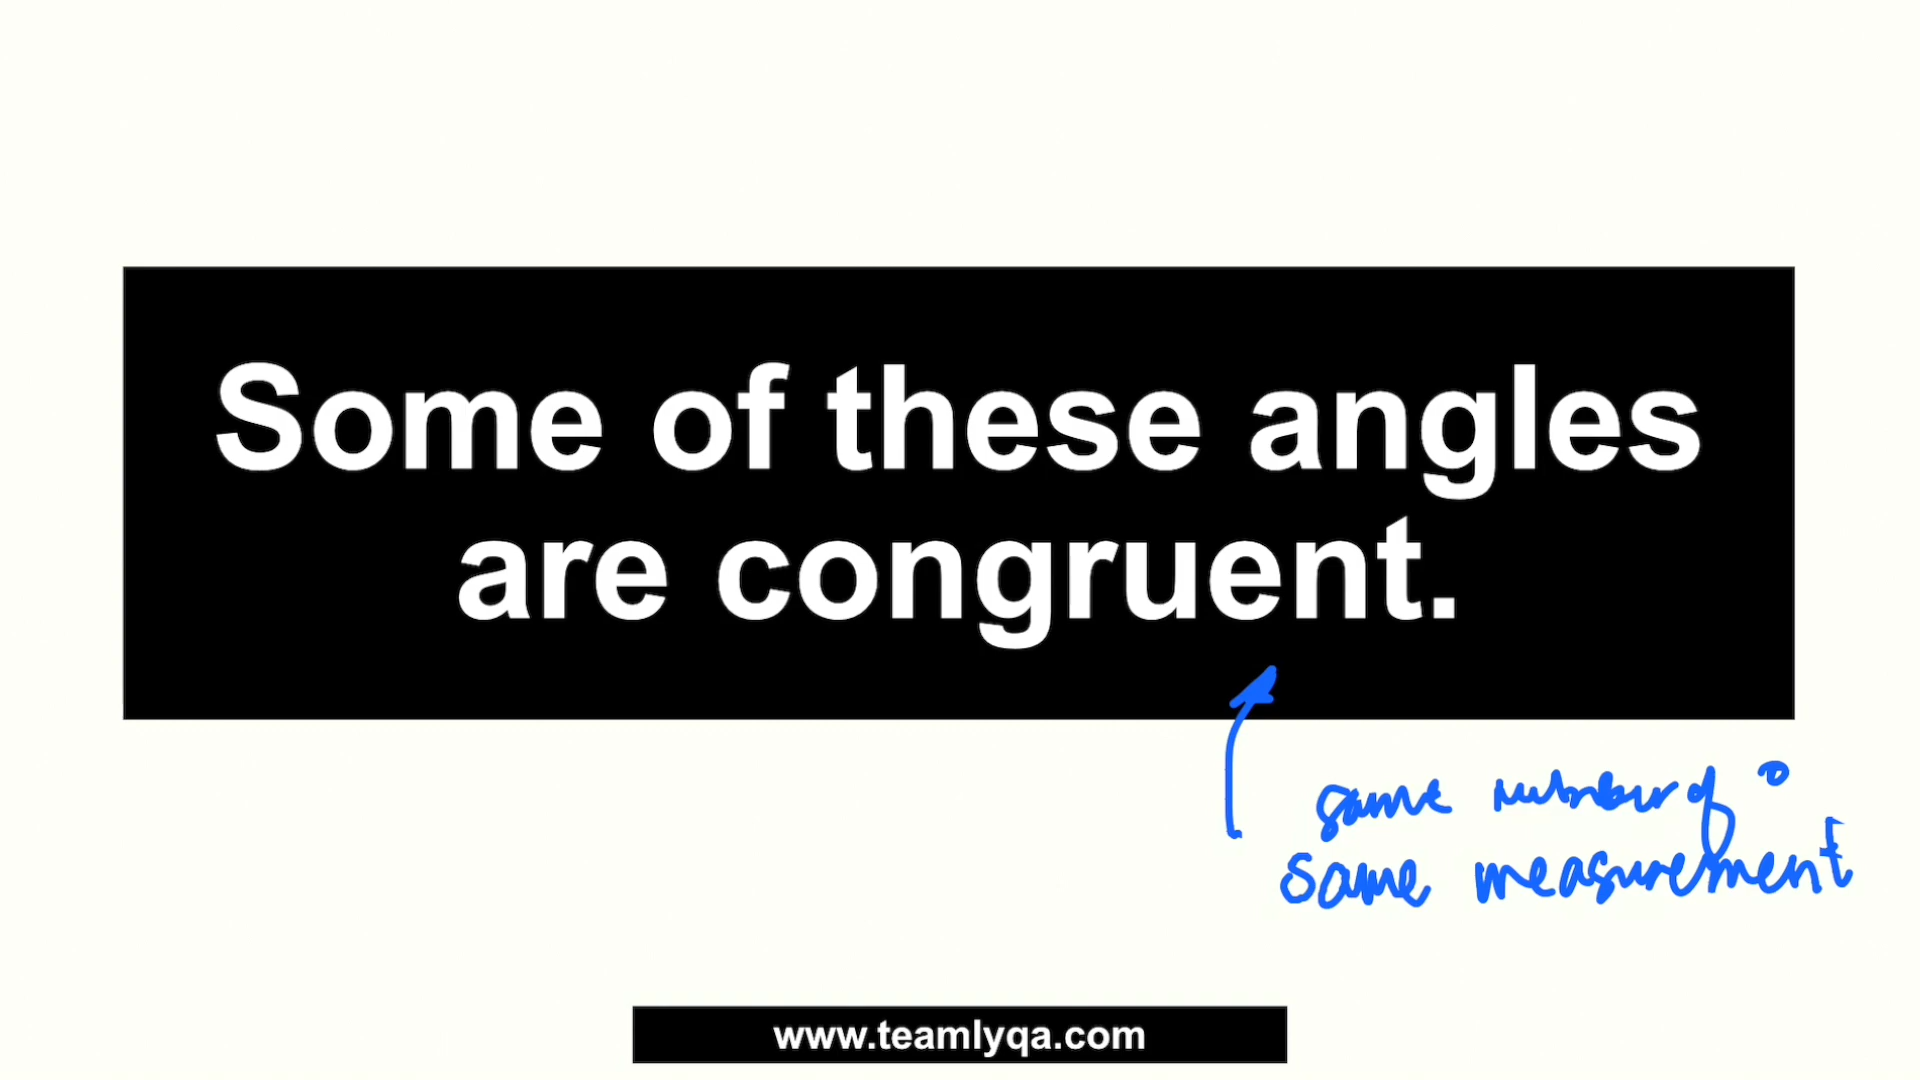 Some of these angles
are congruent.
same number of °
same measurement
www.teamlyqa.com